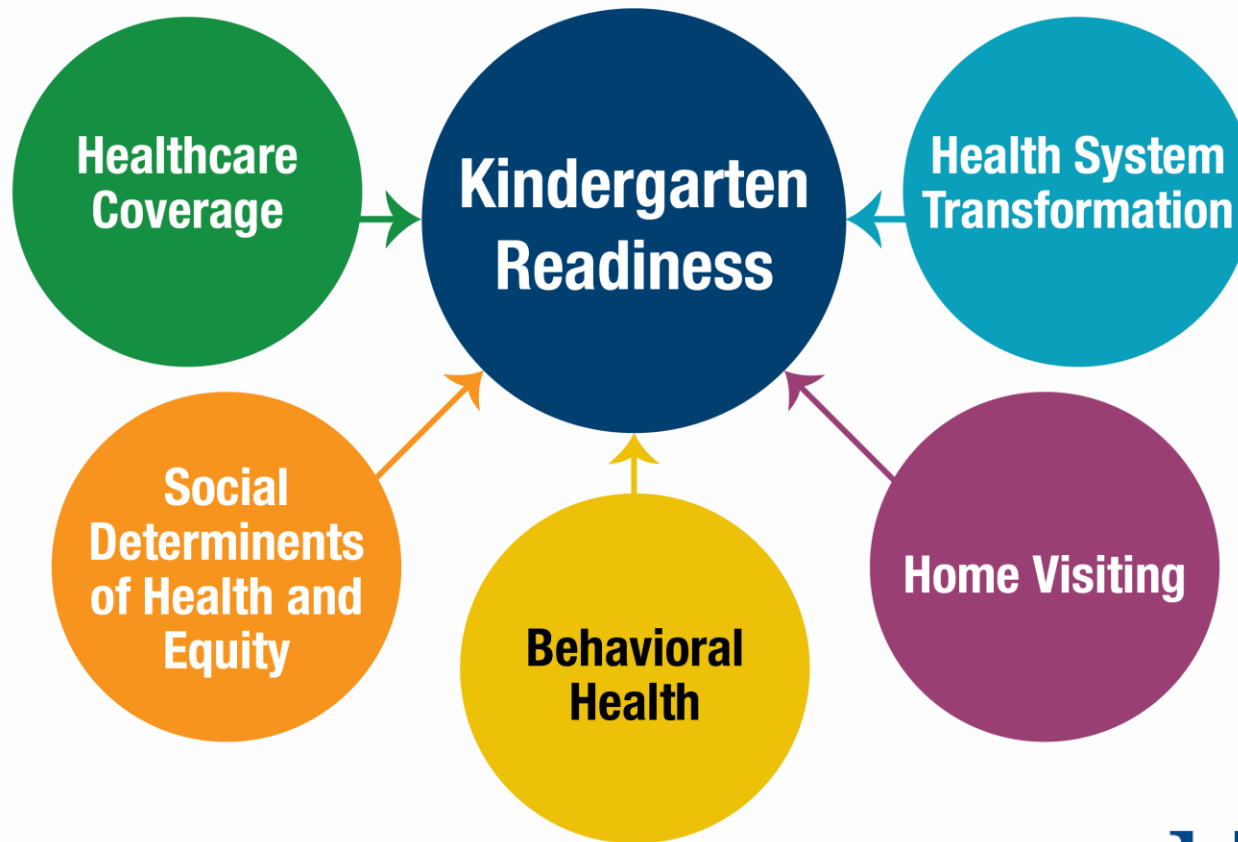 Healthcare
Coverage
Kindergarten
Readiness
Health System
Transformation
Social
Determinents
of Health and
Equity
Behavioral
Health
Home Visiting